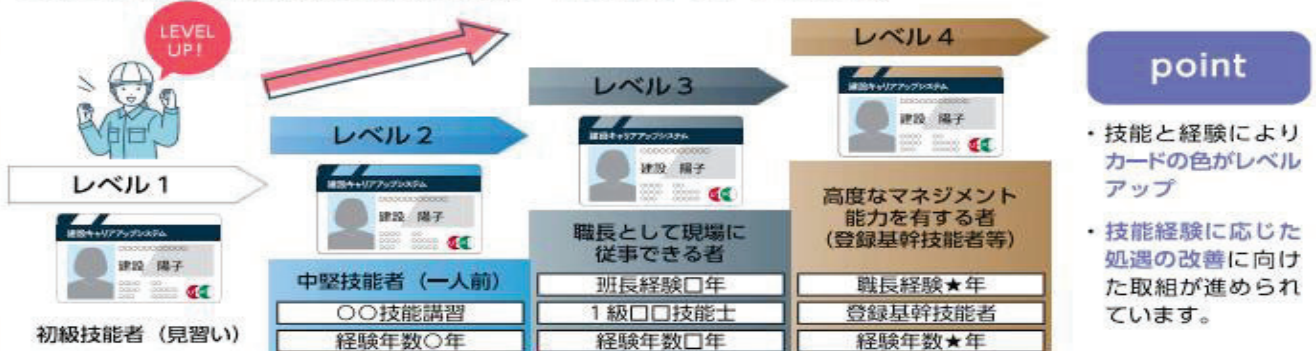 LEVEL
UP!
レベル 1
建設キャリアアップシステム
建設 陽子
初級技能者（見習い）
レベル 2
建設キャリアアップシステム
建設 陽子
中堅技能者（一人前）
〇〇技能講習
経験年数〇年
レベル 3
建設キャリアアップシステム
建設 陽子
職長として現場に
従事できる者
班長経験□年
1 級□□技能士
経験年数□年
レベル 4
建設キャリアアップシステム
建設 陽子
高度なマネジメント
能力を有する者
（登録基幹技能者等）
職長経験★年
登録基幹技能者
経験年数★年
point
・技能と経験により
カードの色がレベル
アップ
・技能経験に応じた
処遇の改善に向け
た取組が進められ
ています。